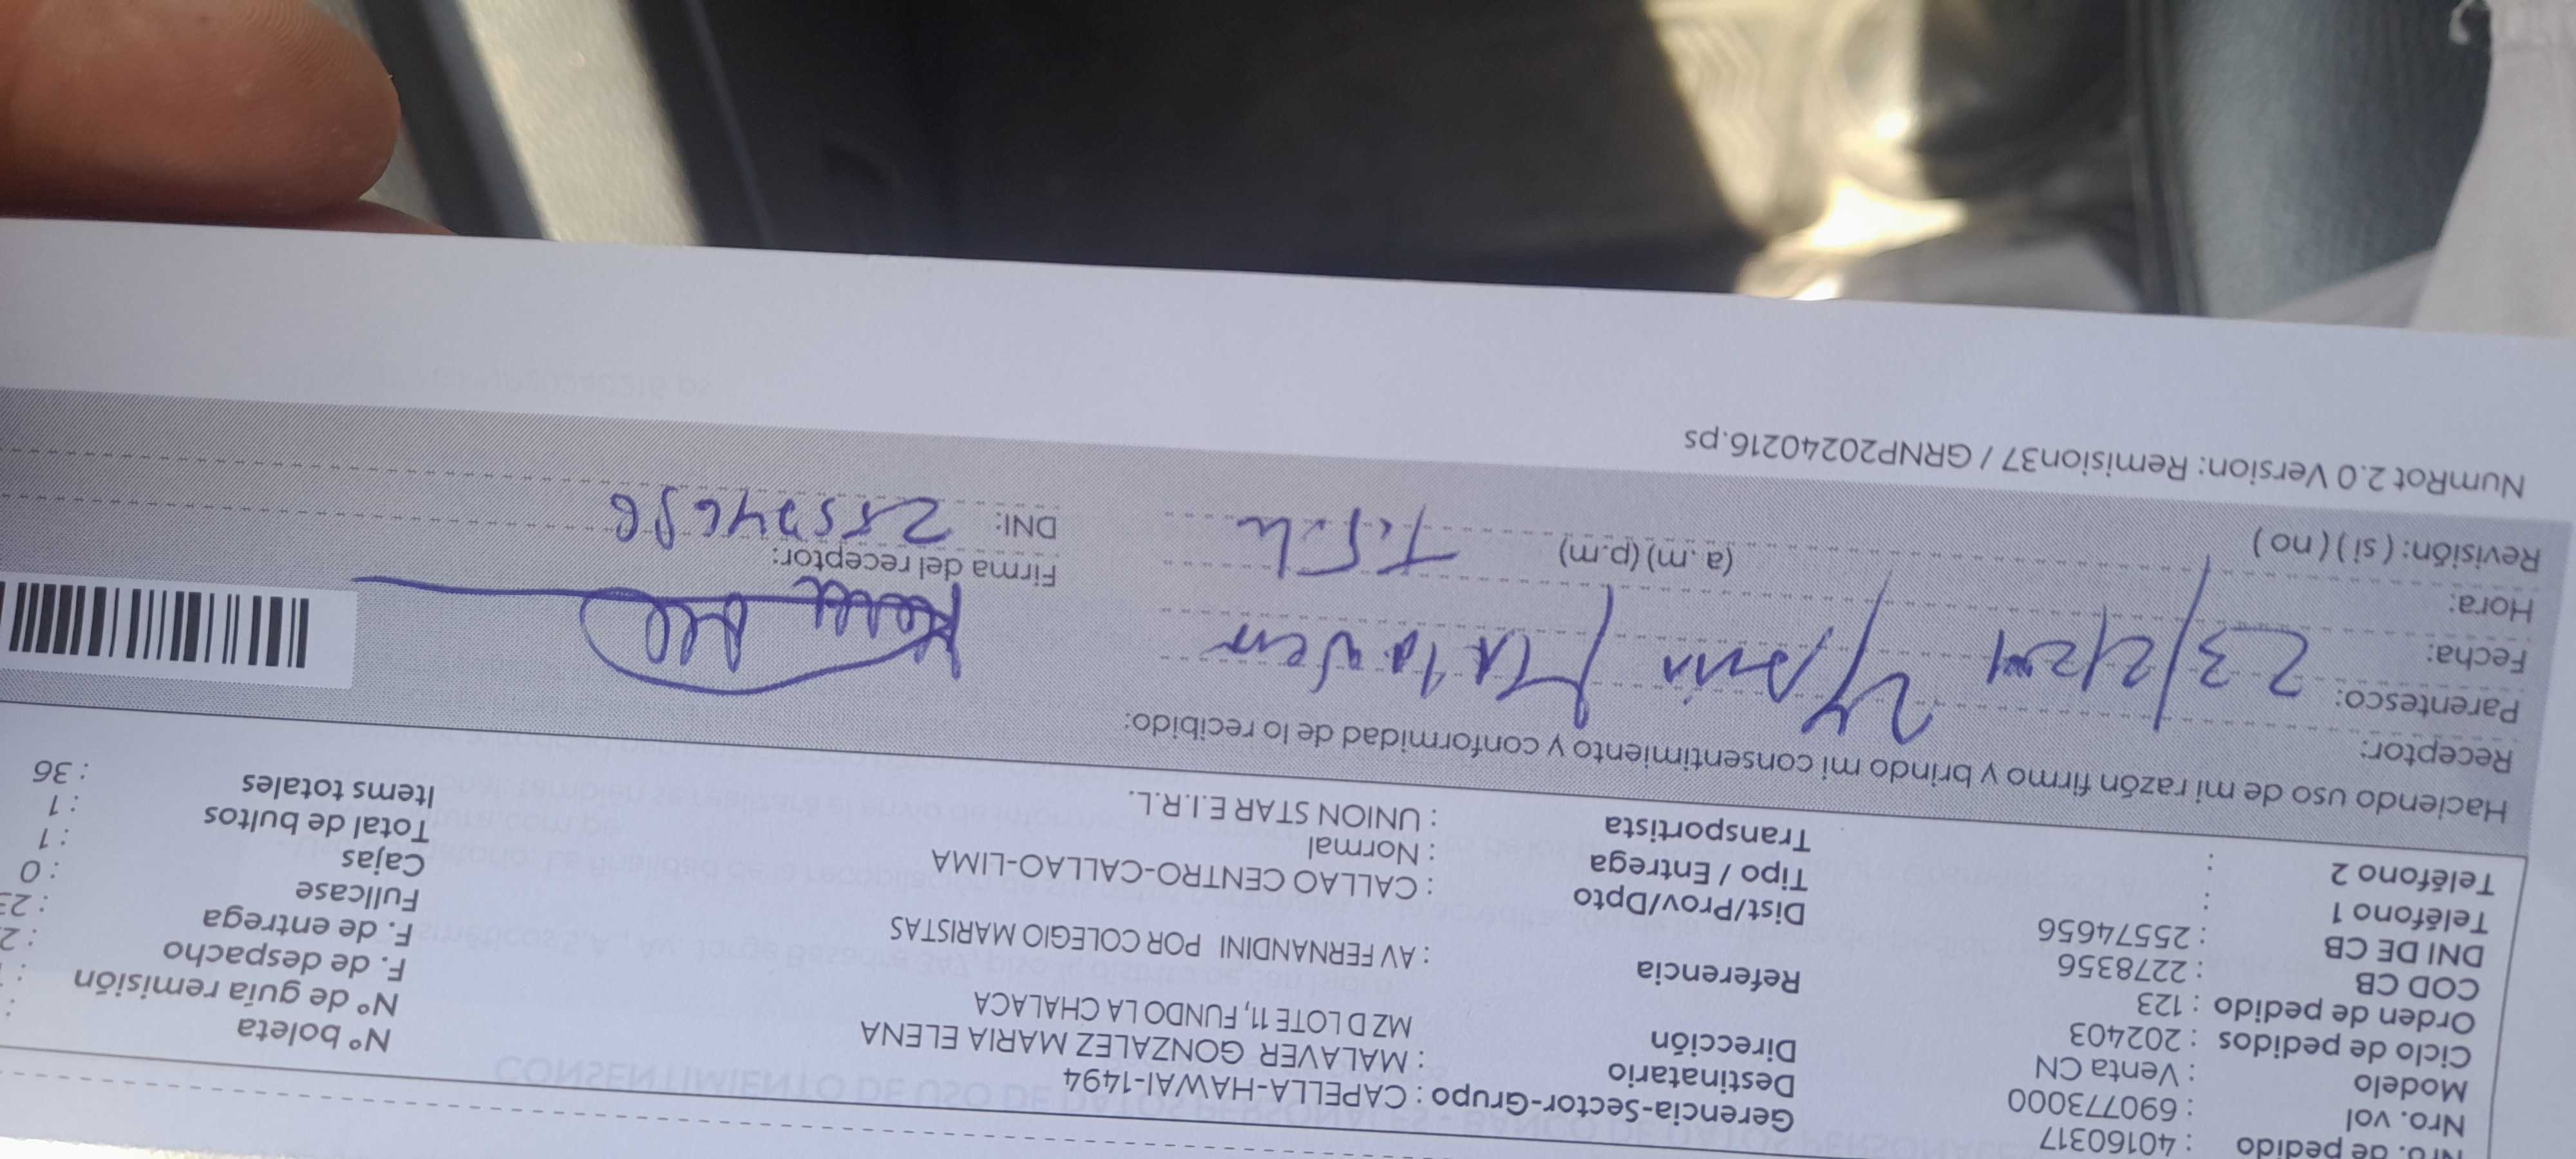 Nro. de pedido : 40160317
Nro. vol : 690773000
Modelo : Venta CN
Ciclo de pedidos : 202403
Orden de pedido : 123
COD CB : 2278356
DNI DE CB : 25574656
Teléfono 1 :
Teléfono 2 :
Gerencia-Sector-Grupo : CAPELLA-HAWAI-1494
Destinatario : MALAVER GONZALEZ MARIA ELENA
Dirección MZ D LOTE 11, FUNDO LA CHALACA
Referencia : AV FERNANDINI POR COLEGIO MARISTAS
Dist/Prov/Dpto : CALLAO CENTRO-CALLAO-LIMA
Tipo / Entrega : Normal
Transportista : UNION STAR E.I.R.L.
N° boleta :
N° de guía remisión :
F. de despacho : 2
F. de entrega : 23
Fullcase : 0
Cajas : 1
Total de bultos : 1
Items totales : 36
Haciendo uso de mi razón firmo y brindo mi consentimiento y conformidad de lo recibido:
Receptor:
Parentesco:
Fecha: 23/2/24
Hora: (a.m) (p.m)
Revisión: ( si ) ( no )
Firma del receptor:
DNI:
NumRot 2.0 Version: Remision37 / GRNP20240216.ps